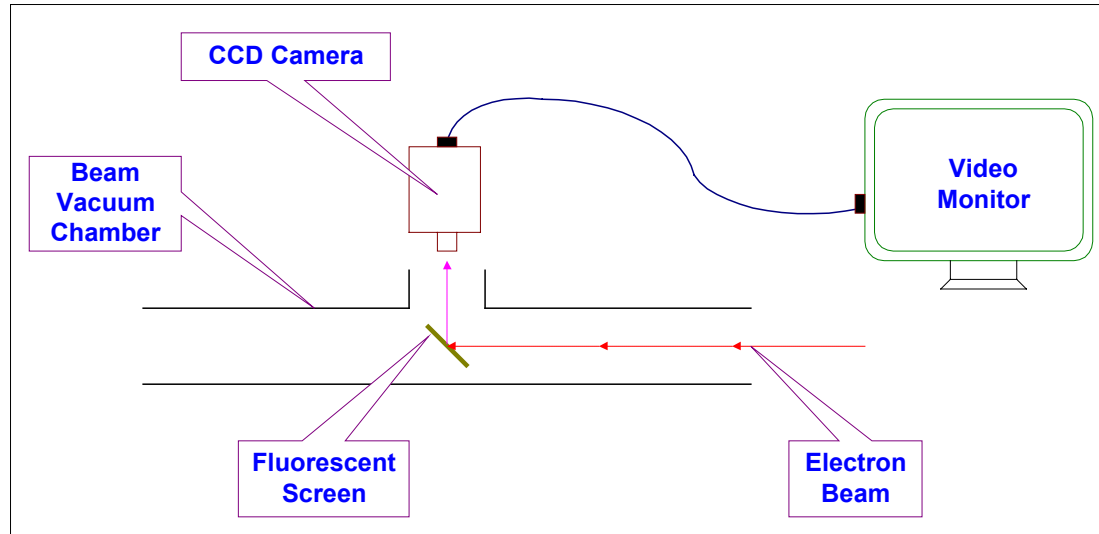 CCD Camera
Beam
Vacuum
Chamber
Video
Monitor
Fluorescent
Screen
Electron
Beam